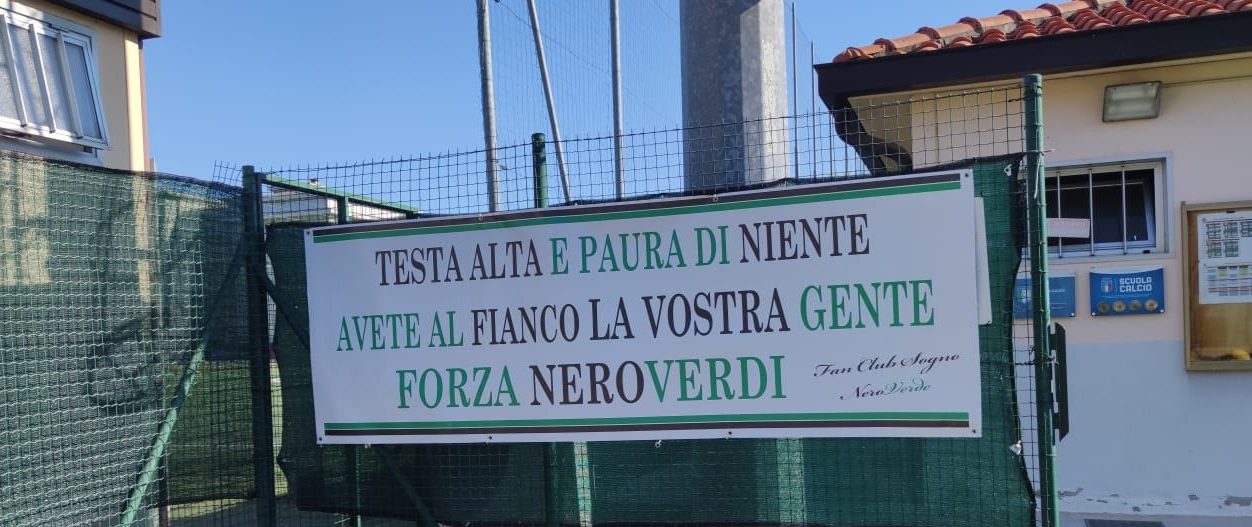 TESTA ALTA E PAURA DI NIENTE
AVETE AL FIANCO LA VOSTRA GENTE
FORZA NEROVERDI
Fan Club Sogno
NeroVerde
SCUOLA
CALCIO